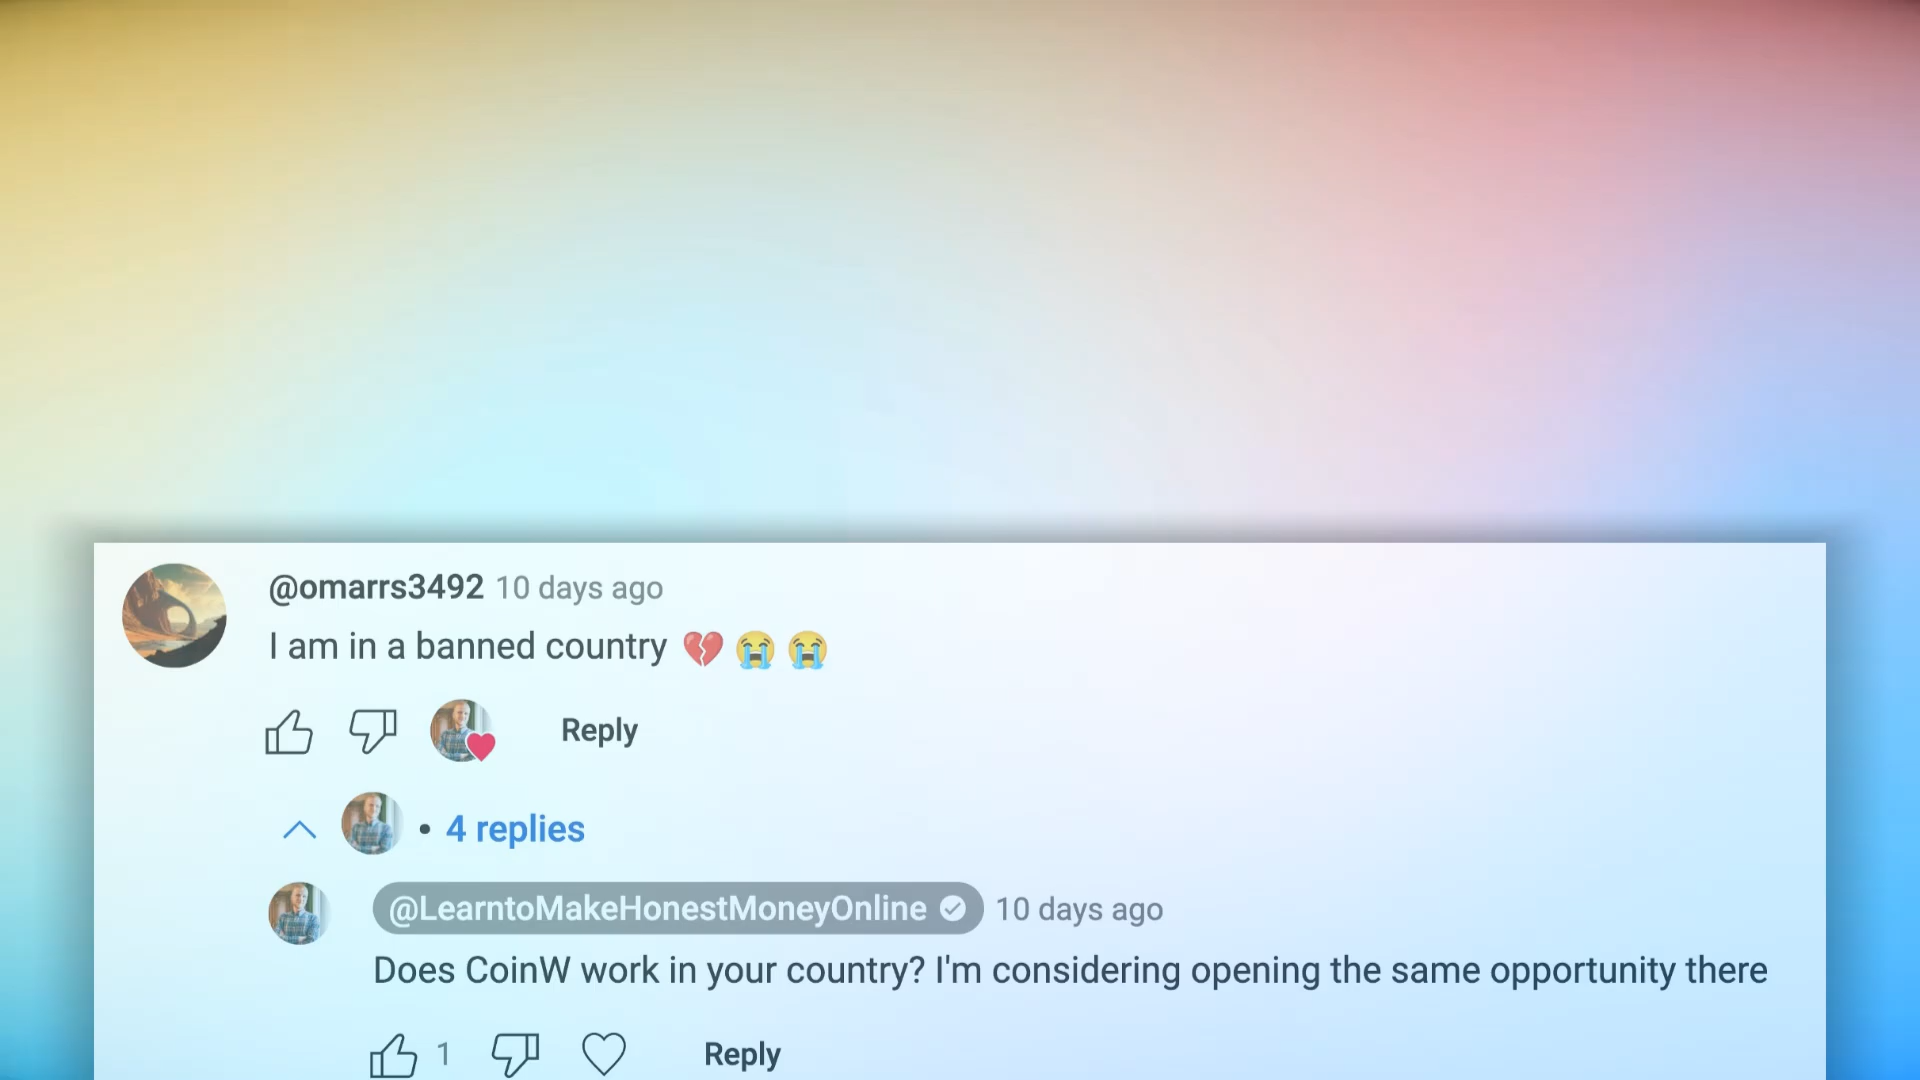 @omarrs3492 10 days ago
I am in a banned country 💔 😭 😭
Reply
• 4 replies
@LearntoMakeHonestMoneyOnline 10 days ago
Does CoinW work in your country? I'm considering opening the same opportunity there
1 Reply